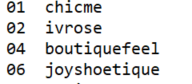 01 chicme
02 ivrose
04 boutiquefeel
06 joyshoetique